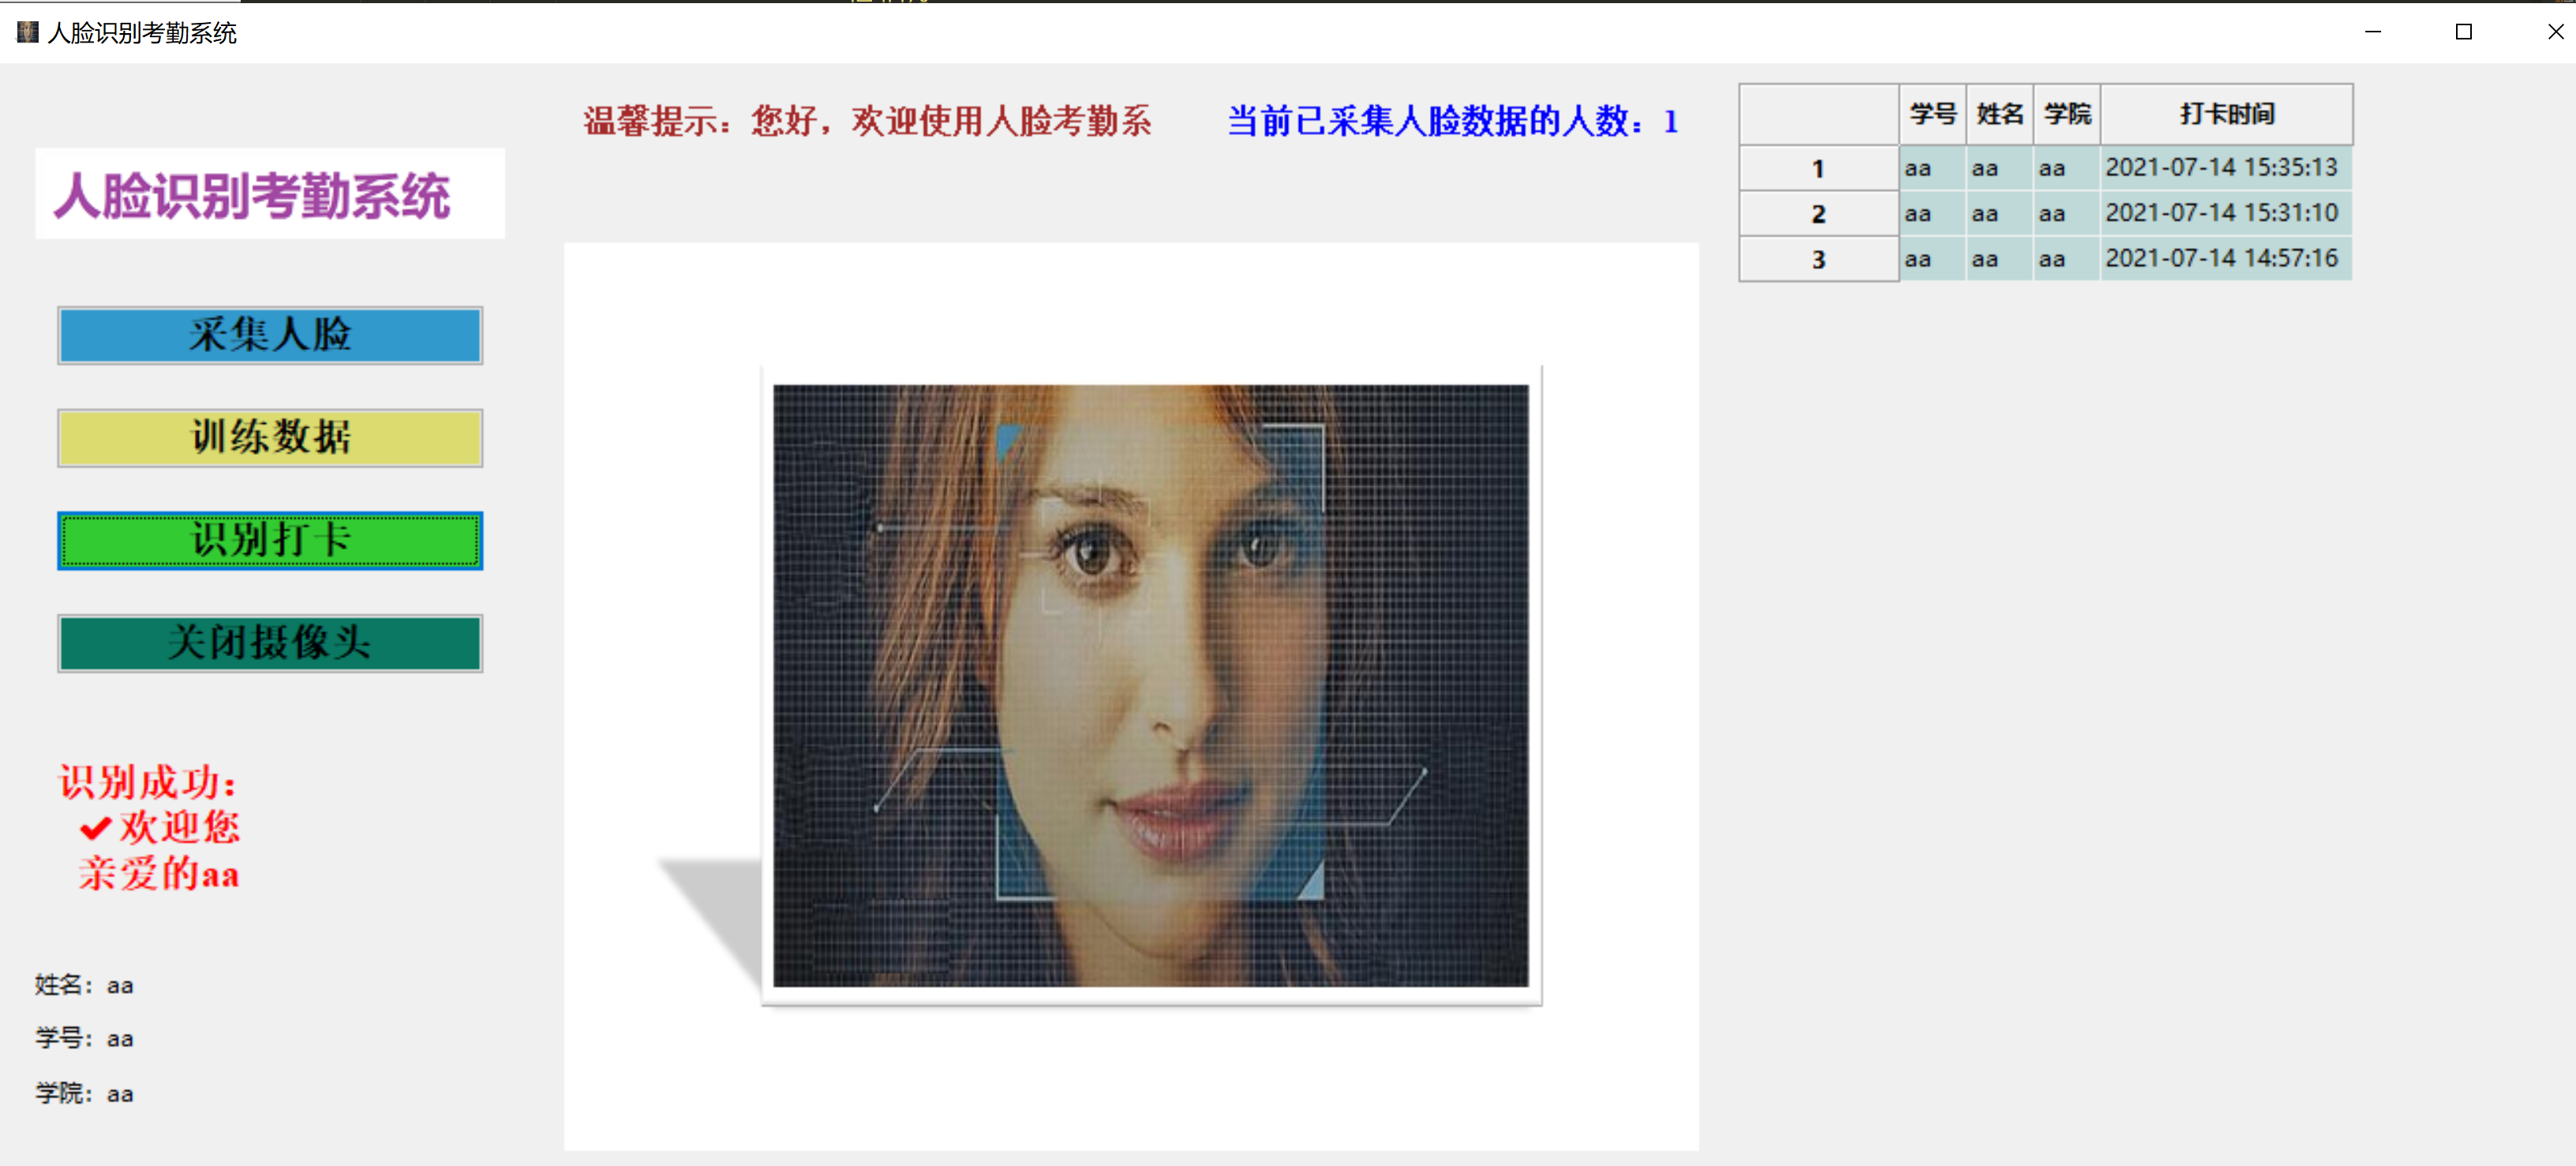 人脸识别考勤系统
温馨提示：您好，欢迎使用人脸考勤系
当前已采集人脸数据的人数：1
人脸识别考勤系统
采集人脸
训练数据
识别打卡
关闭摄像头
识别成功：
✔欢迎您
亲爱的aa
姓名：aa
学号：aa
学院：aa
学号 姓名 学院 打卡时间
1 aa aa aa 2021-07-14 15:35:13
2 aa aa aa 2021-07-14 15:31:10
3 aa aa aa 2021-07-14 14:57:16